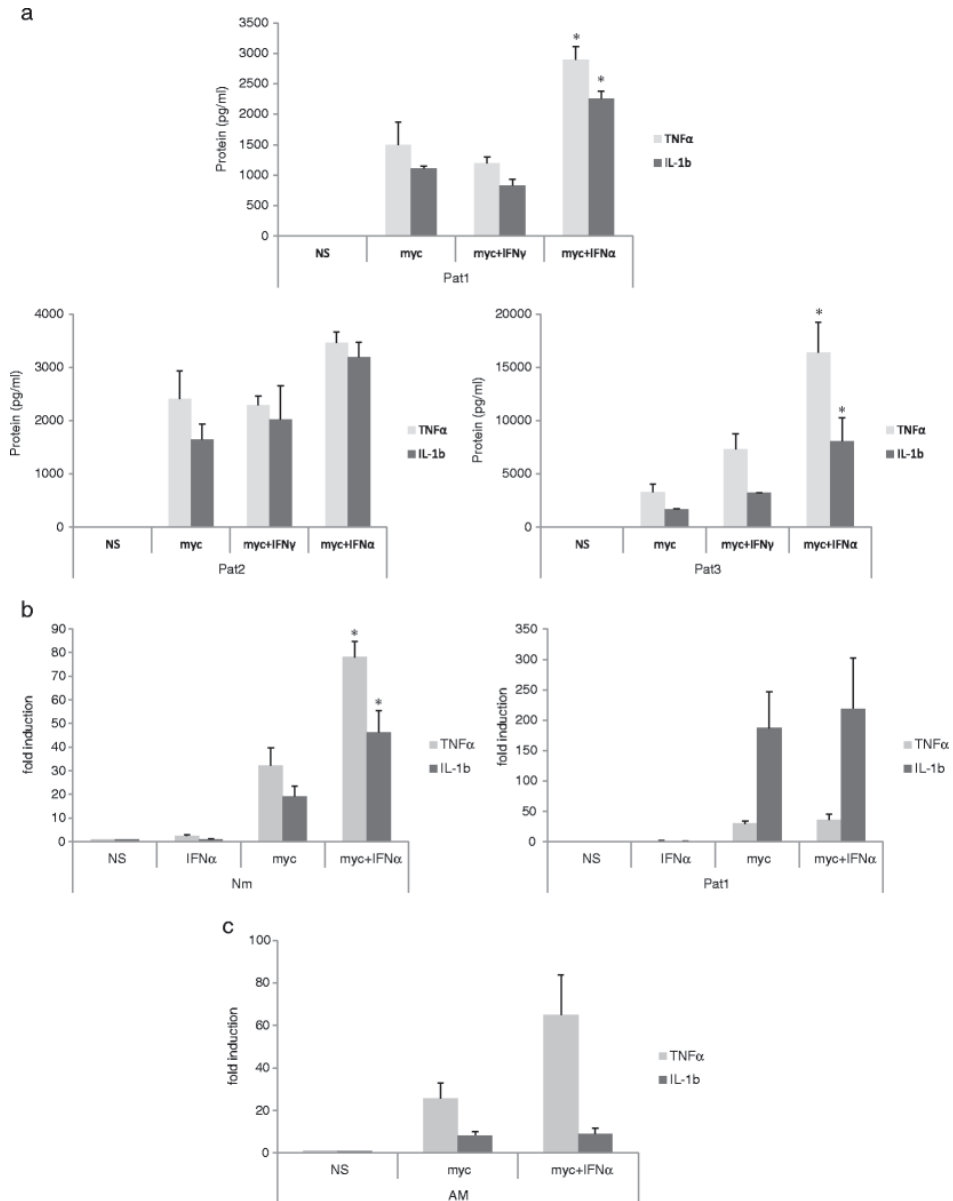 a
Protein (pg/ml)
3500
3000
2500
2000
1500
1000
500
0
*
*
TNFα
IL-1b
NS
myc
myc+IFNγ
myc+IFNα
Pat1
Protein (pg/ml)
4000
3000
2000
1000
0
TNFα
IL-1b
NS
myc
myc+IFNγ
myc+IFNα
Pat2
Protein (pg/ml)
20000
15000
10000
5000
0
*
*
TNFα
IL-1b
NS
myc
myc+IFNγ
myc+IFNα
Pat3
b
fold induction
90
80
70
60
50
40
30
20
10
0
*
*
TNFα
IL-1b
NS
IFNα
myc
myc+IFNα
Nm
fold induction
350
300
250
200
150
100
50
0
TNFα
IL-1b
NS
IFNα
myc
myc+IFNα
Pat1
c
fold induction
100
80
60
40
20
0
TNFα
IL-1b
NS
myc
myc+IFNα
AM